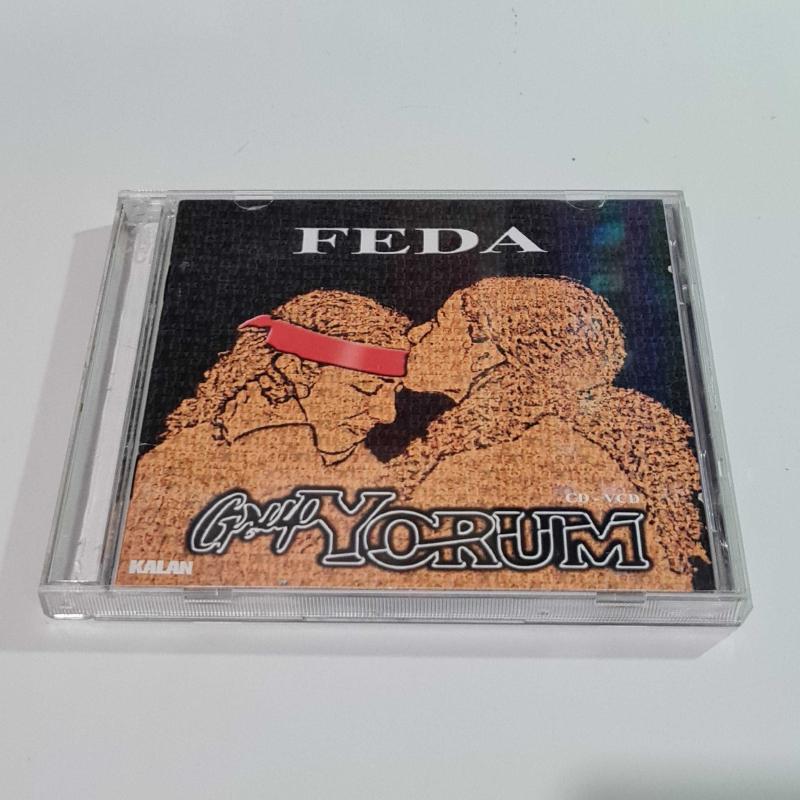 FEDA
CD - VCD
Grup YORUM
KALAN